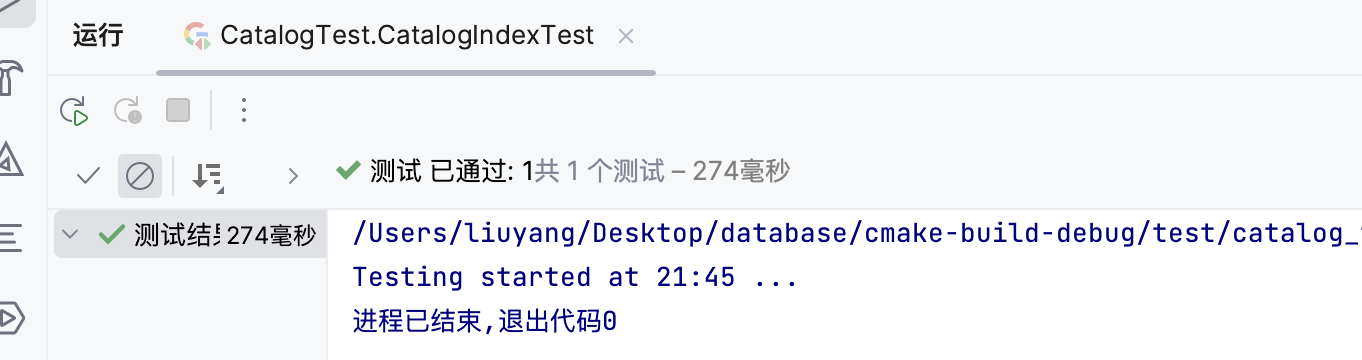 运行 CatalogTest.CatalogIndexTest
测试 已通过: 1共 1 个测试 – 274毫秒
测试结 274毫秒
/Users/liuyang/Desktop/database/cmake-build-debug/test/catalog_
Testing started at 21:45 ...
进程已结束,退出代码0